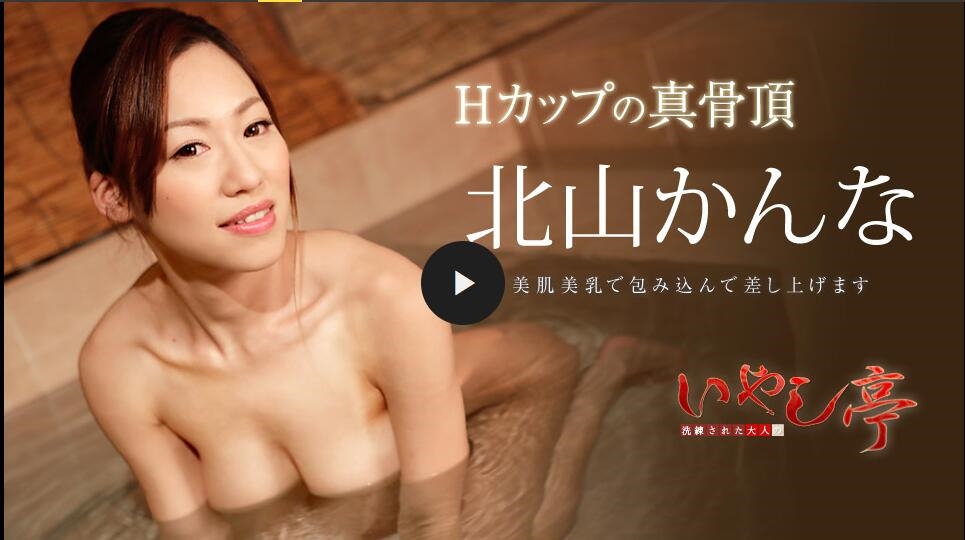 Hカップの真骨頂
北山かんな
美肌美乳で包み込んで差し上げます
いやし亭
洗練された大人の